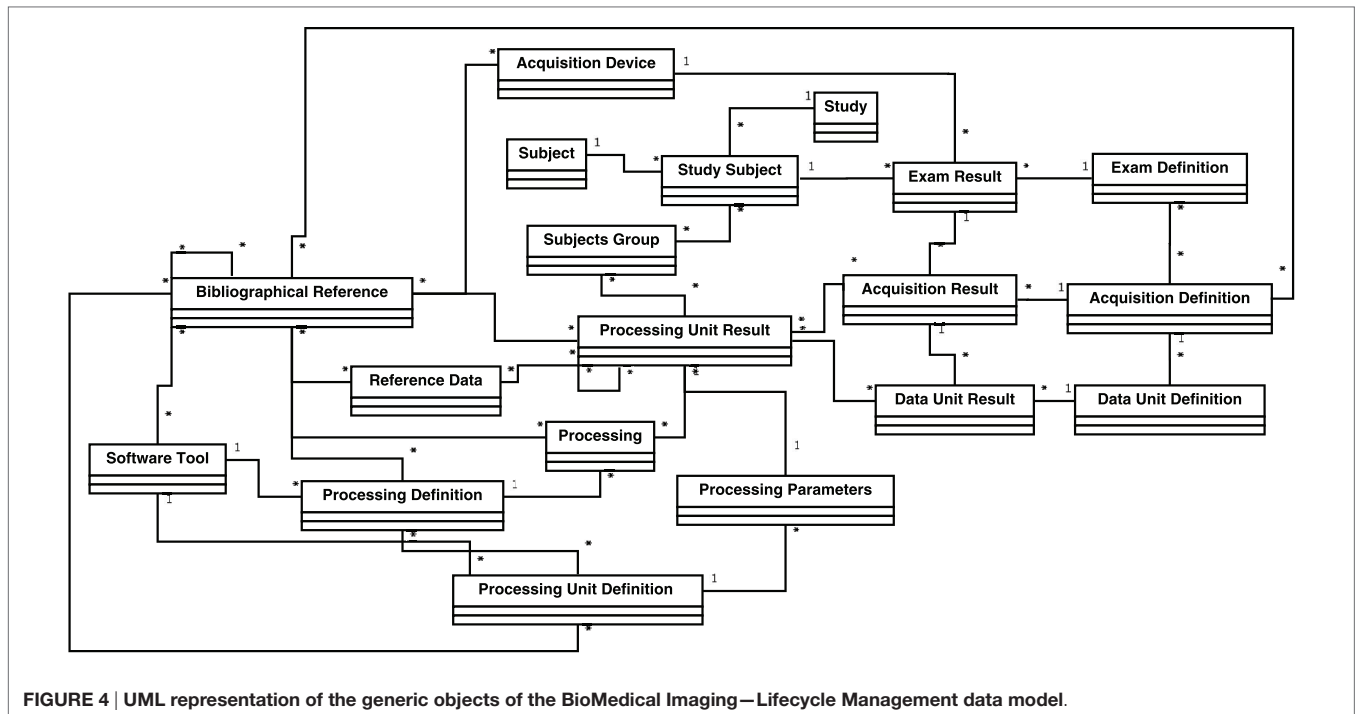 Acquisition Device
Study
Subject
Study Subject
Exam Result
Exam Definition
Subjects Group
Bibliographical Reference
Acquisition Result
Acquisition Definition
Processing Unit Result
Reference Data
Data Unit Result
Data Unit Definition
Processing
Software Tool
Processing Definition
Processing Parameters
Processing Unit Definition
FIGURE 4 | UML representation of the generic objects of the BioMedical Imaging—Lifecycle Management data model.